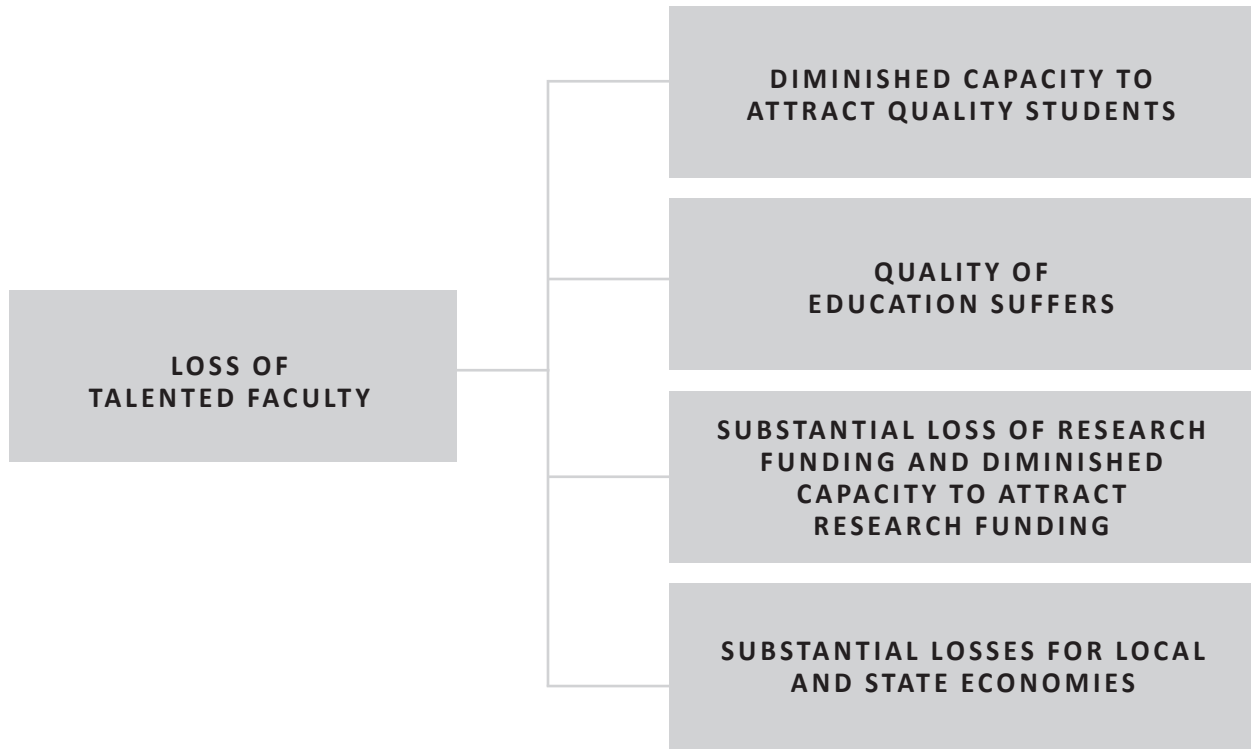 DIMINISHED CAPACITY TO
ATTRACT QUALITY STUDENTS
QUALITY OF
EDUCATION SUFFERS
LOSS OF
TALENTED FACULTY
SUBSTANTIAL LOSS OF RESEARCH
FUNDING AND DIMINISHED
CAPACITY TO ATTRACT
RESEARCH FUNDING
SUBSTANTIAL LOSSES FOR LOCAL
AND STATE ECONOMIES